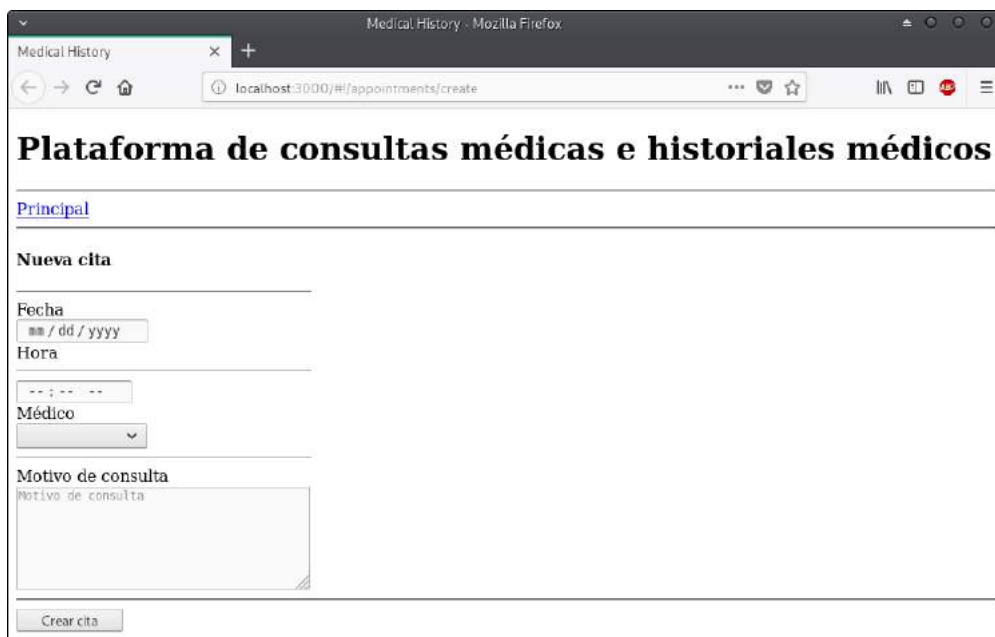 Medical History - Mozilla Firefox
Medical History
localhost:3000/#!/appointments/create
ABP
Plataforma de consultas médicas e historiales médicos
Principal
Nueva cita
Fecha
mm / dd / yyyy
Hora
-- : -- --
Médico
Motivo de consulta
Motivo de consulta
Crear cita